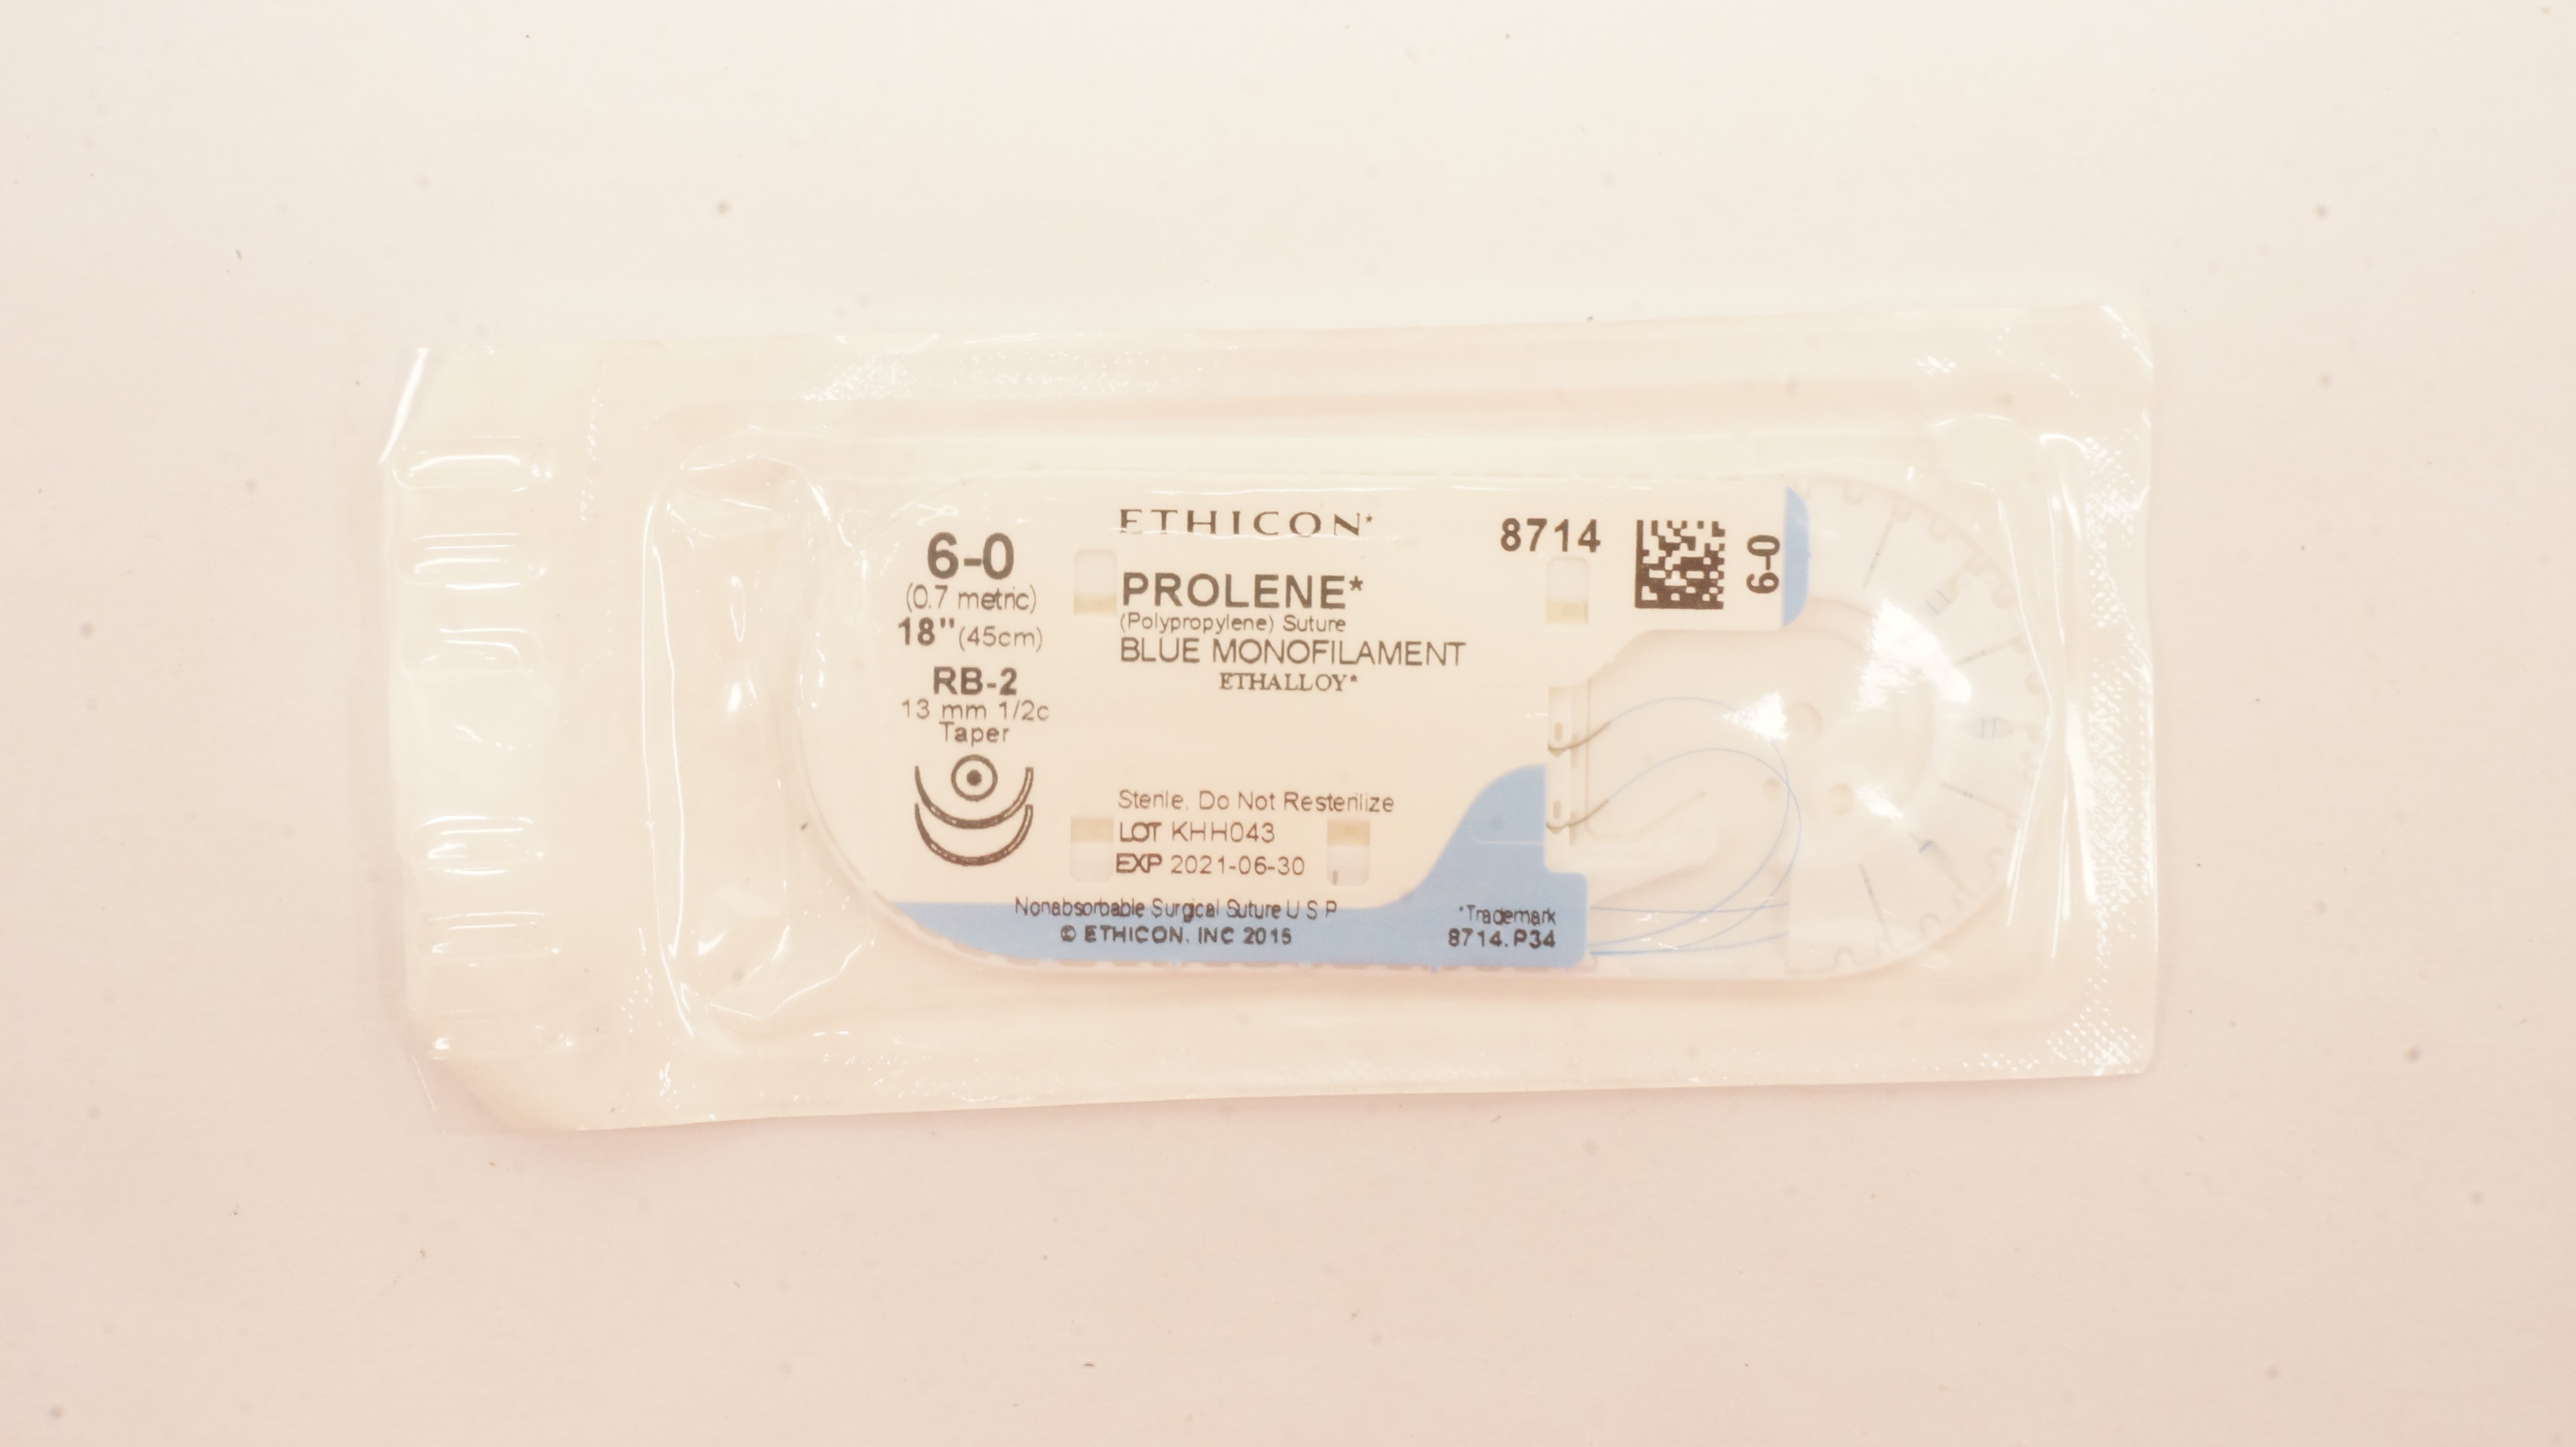 6-0
(0.7 metric)
18" (45cm)
RB-2
13 mm 1/2c
Taper
ETHICON*
PROLENE*
(Polypropylene) Suture
BLUE MONOFILAMENT
ETHALLOY*
Sterile. Do Not Resterilize
LOT KHH043
EXP 2021-06-30
Nonabsorbable Surgical Suture U S P
© ETHICON. INC 2015
8714
6-0
*Trademark
8714.P34